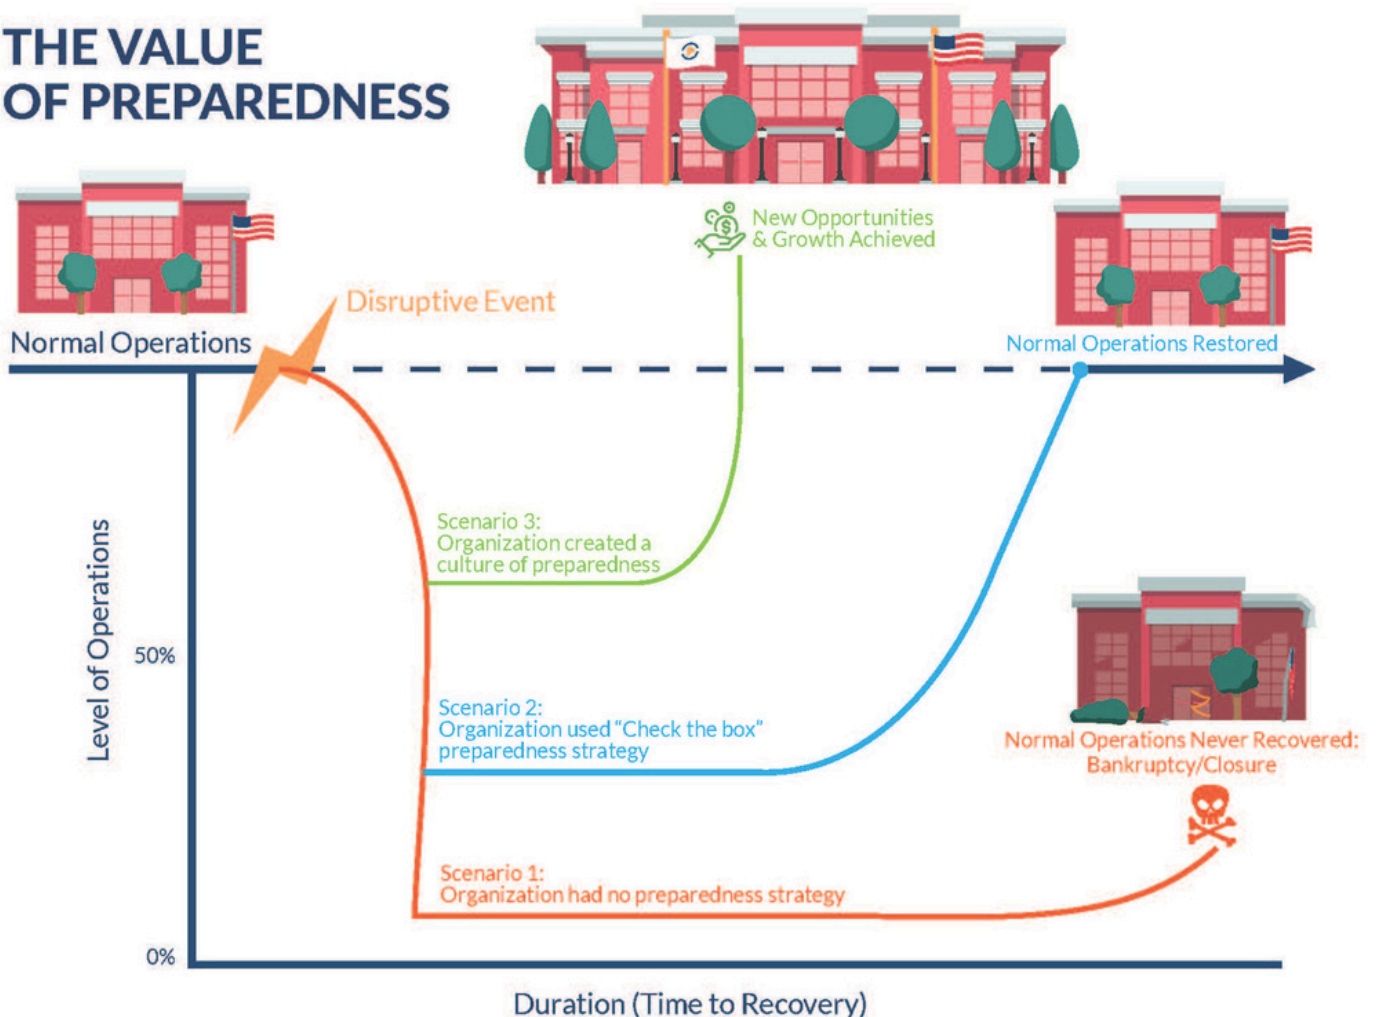 THE VALUE
OF PREPAREDNESS
New Opportunities
& Growth Achieved
Disruptive Event
Normal Operations
Normal Operations Restored
Scenario 3:
Organization created a
culture of preparedness
Level of Operations
50%
Scenario 2:
Organization used “Check the box”
preparedness strategy
Normal Operations Never Recovered:
Bankruptcy/Closure
Scenario 1:
Organization had no preparedness strategy
0%
Duration (Time to Recovery)